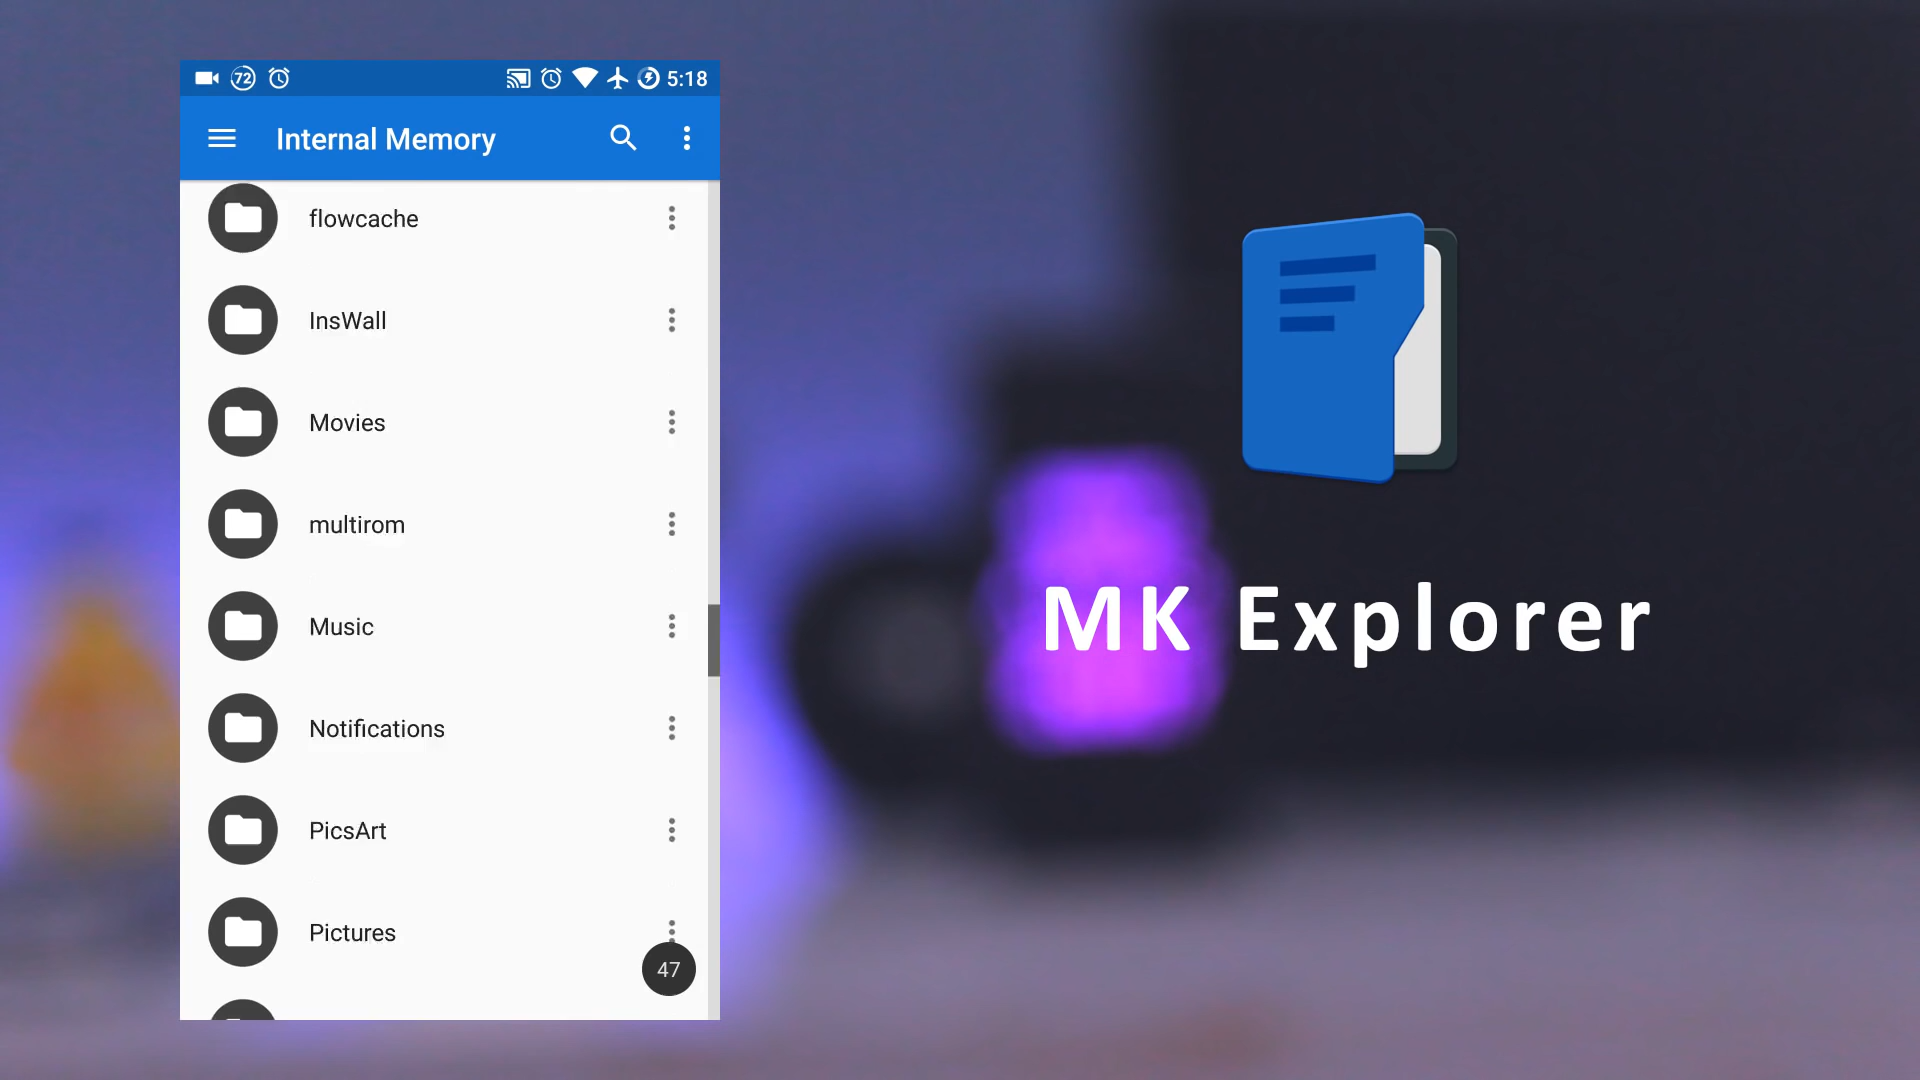 72 5:18
Internal Memory
flowcache
InsWall
Movies
multirom
Music
Notifications
PicsArt
Pictures
47
MK Explorer